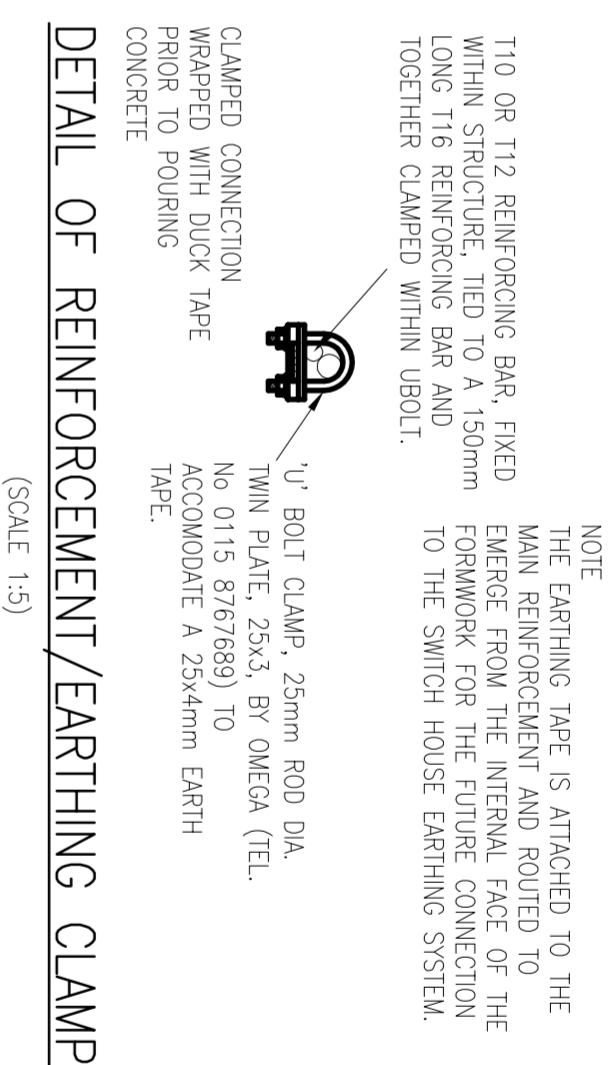 T10 OR T12 REINFORCING BAR, FIXED
WITHIN STRUCTURE, TIED TO A 150mm
LONG T16 REINFORCING BAR AND
TOGETHER CLAMPED WITHIN UBOLT.
NOTE
THE EARTHING TAPE IS ATTACHED TO THE
MAIN REINFORCEMENT AND ROUTED TO
EMERGE FROM THE INTERNAL FACE OF THE
FORMWORK FOR THE FUTURE CONNECTION
TO THE SWITCH HOUSE EARTHING SYSTEM.
CLAMPED CONNECTION
WRAPPED WITH DUCK TAPE
PRIOR TO POURING
CONCRETE
'U' BOLT CLAMP, 25mm ROD DIA.
TWIN PLATE, 25x3, BY OMEGA (TEL.
No 0115 8767689) TO
ACCOMODATE A 25x4mm EARTH
TAPE.
DETAIL OF REINFORCEMENT/EARTHING CLAMP
(SCALE 1:5)